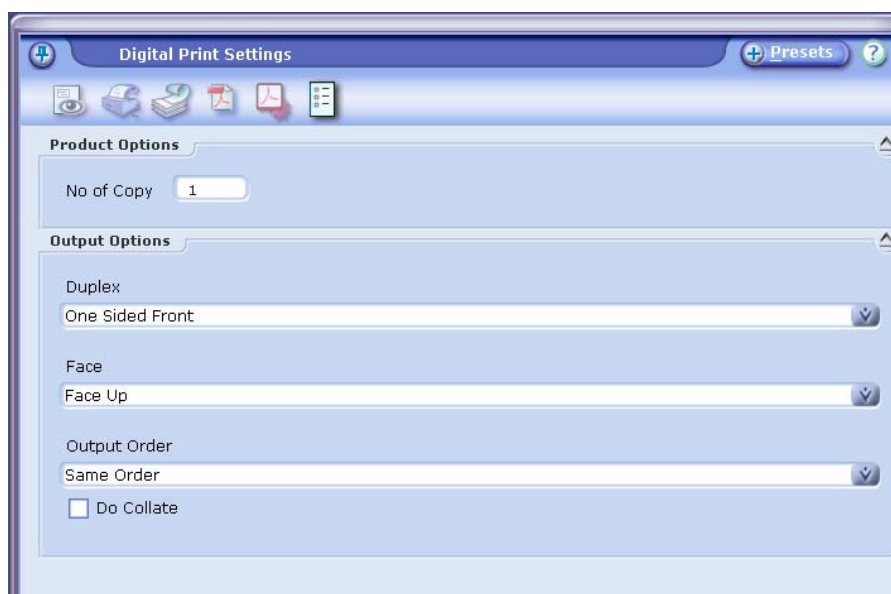 Digital Print Settings
Presets
?
Product Options
No of Copy 1
Output Options
Duplex
One Sided Front
Face
Face Up
Output Order
Same Order
Do Collate